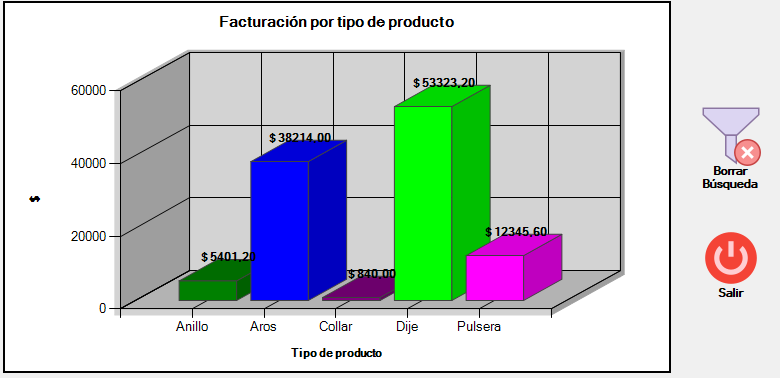 Facturación por tipo de producto
60000
40000
20000
0
$
$ 5401,20
$ 38214,00
$ 840,00
$ 53323,20
$ 12345,60
Anillo
Aros
Collar
Dije
Pulsera
Tipo de producto
Borrar
Búsqueda
Salir